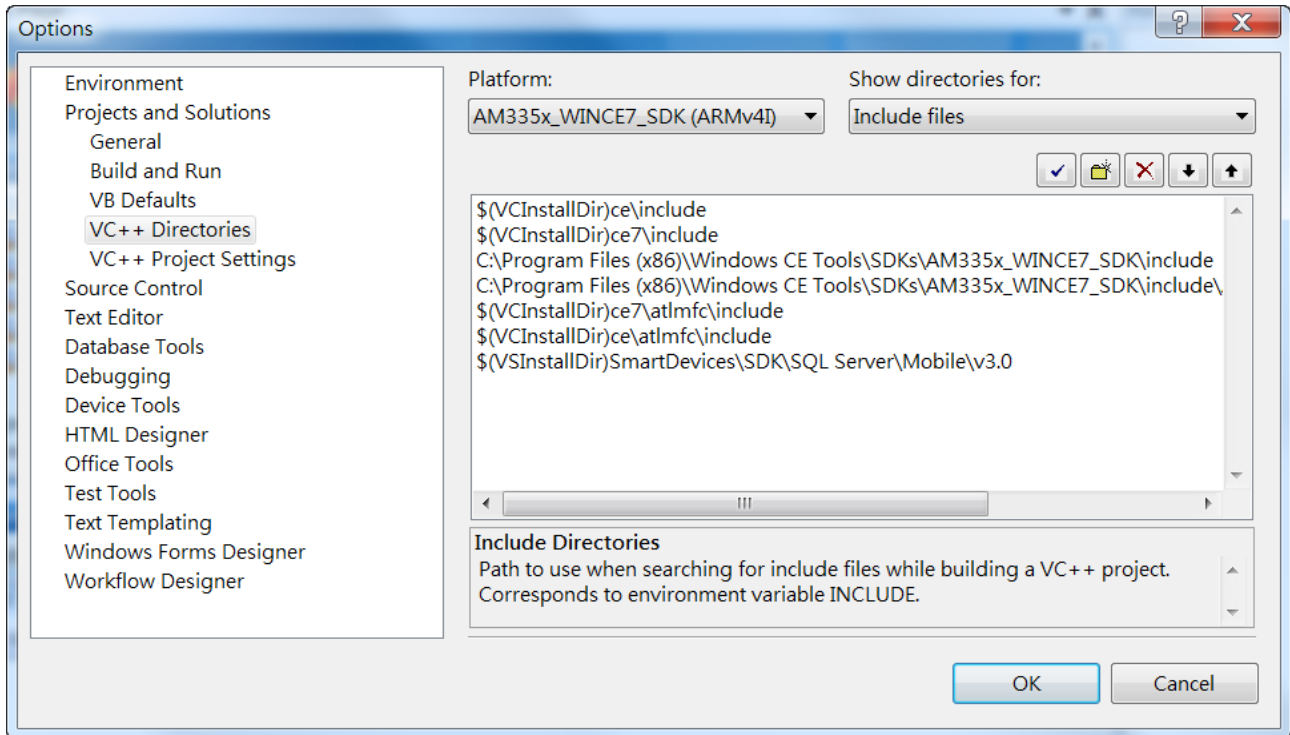 Options
Environment
Projects and Solutions
General
Build and Run
VB Defaults
VC++ Directories
VC++ Project Settings
Source Control
Text Editor
Database Tools
Debugging
Device Tools
HTML Designer
Office Tools
Test Tools
Text Templating
Windows Forms Designer
Workflow Designer
Platform:
AM335x_WINCE7_SDK (ARMv4I)
Show directories for:
Include files
$(VCInstallDir)ce\include
$(VCInstallDir)ce7\include
C:\Program Files (x86)\Windows CE Tools\SDKs\AM335x_WINCE7_SDK\include
C:\Program Files (x86)\Windows CE Tools\SDKs\AM335x_WINCE7_SDK\include\
$(VCInstallDir)ce7\atlmfc\include
$(VCInstallDir)ce\atlmfc\include
$(VSInstallDir)SmartDevices\SDK\SQL Server\Mobile\v3.0
Include Directories
Path to use when searching for include files while building a VC++ project.
Corresponds to environment variable INCLUDE.
OK
Cancel